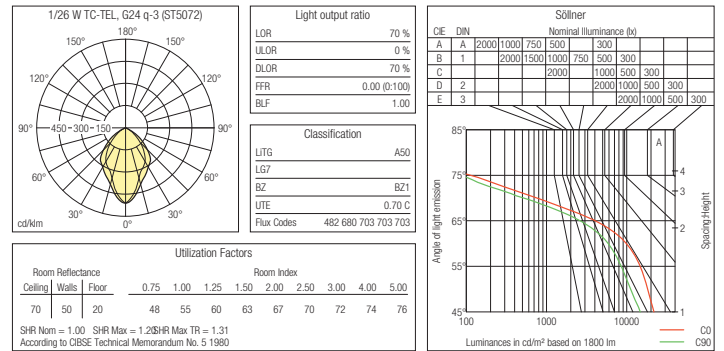 1/26 W TC-TEL, G24 q-3 (ST5072)
180°
150° 150°
120° 120°
90° 450 300 150 90°
60° 60°
30° 30°
cd/klm 0°
Light output ratio
LOR 70 %
ULOR 0 %
DLOR 70 %
FFR 0.00 (0:100)
BLF 1.00
Classification
LiTG A50
LG7
BZ BZ1
UTE 0.70 C
Flux Codes 482 680 703 703 703
Utilization Factors
Room Reflectance Room Index
Ceiling Walls Floor 0.75 1.00 1.25 1.50 2.00 2.50 3.00 4.00 5.00
70 50 20 48 55 60 63 67 70 72 74 76
SHR Nom = 1.00 SHR Max = 1.20 SHR Max TR = 1.31
According to CIBSE Technical Memorandum No. 5 1980
Söllner
CIE DIN Nominal Illuminance (lx)
A A 2000 1000 750 500 300
B 1 2000 1500 1000 750 500 300
C 2000 1000 500 300
D 2 2000 1000 500 300
E 3 2000 1000 500 300
85°
A
75° 4
3
65° 2
55°
45° 1
Angle of light emission
Spacing:Height
100 1000 10000
Luminances in cd/m² based on 1800 lm
C0
C90